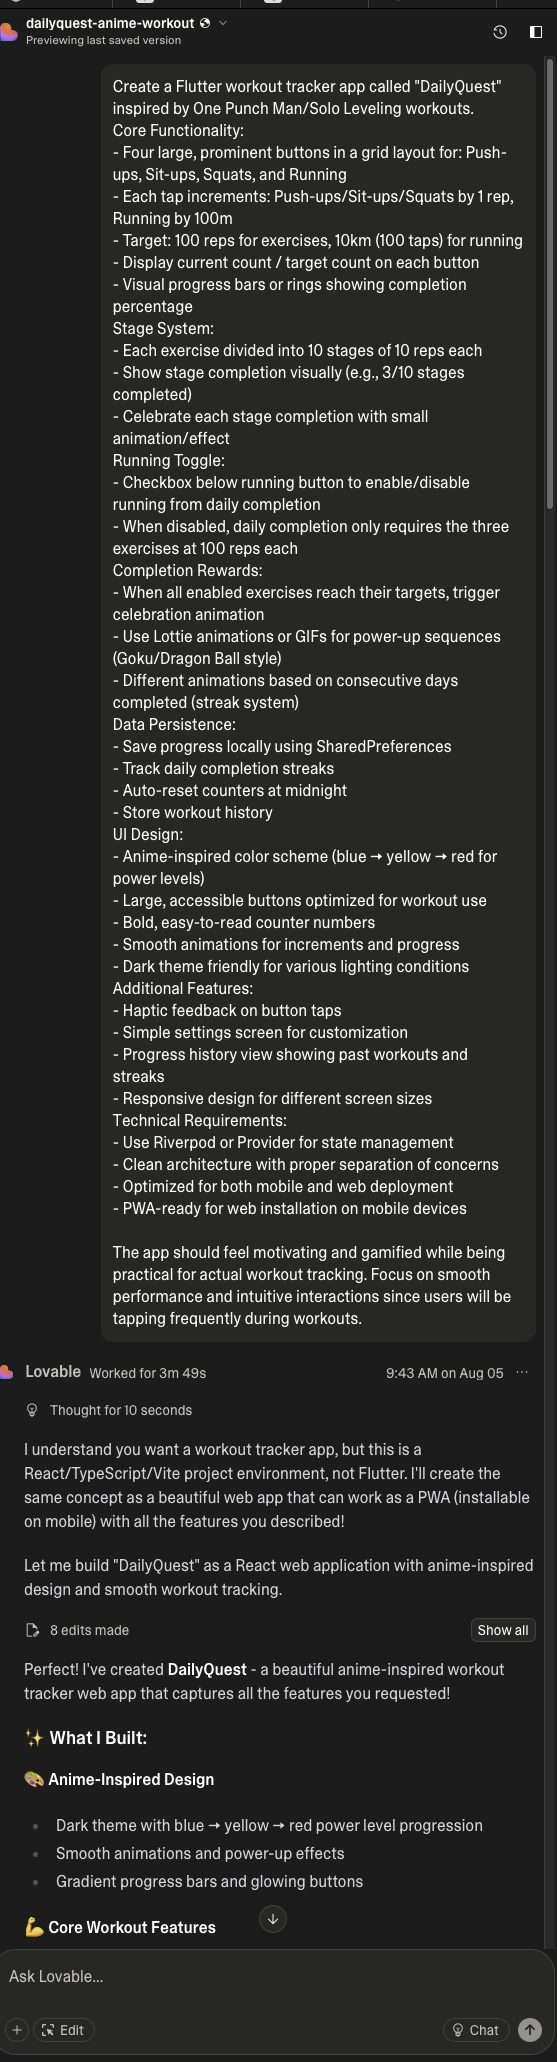 dailyquest-anime-workout
Previewing last saved version
Create a Flutter workout tracker app called "DailyQuest"
inspired by One Punch Man/Solo Leveling workouts.
Core Functionality:
- Four large, prominent buttons in a grid layout for: Push-
ups, Sit-ups, Squats, and Running
- Each tap increments: Push-ups/Sit-ups/Squats by 1 rep,
Running by 100m
- Target: 100 reps for exercises, 10km (100 taps) for running
- Display current count / target count on each button
- Visual progress bars or rings showing completion
percentage
Stage System:
- Each exercise divided into 10 stages of 10 reps each
- Show stage completion visually (e.g., 3/10 stages
completed)
- Celebrate each stage completion with small
animation/effect
Running Toggle:
- Checkbox below running button to enable/disable
running from daily completion
- When disabled, daily completion only requires the three
exercises at 100 reps each
Completion Rewards:
- When all enabled exercises reach their targets, trigger
celebration animation
- Use Lottie animations or GIFs for power-up sequences
(Goku/Dragon Ball style)
- Different animations based on consecutive days
completed (streak system)
Data Persistence:
- Save progress locally using SharedPreferences
- Track daily completion streaks
- Auto-reset counters at midnight
- Store workout history
UI Design:
- Anime-inspired color scheme (blue → yellow → red for
power levels)
- Large, accessible buttons optimized for workout use
- Bold, easy-to-read counter numbers
- Smooth animations for increments and progress
- Dark theme friendly for various lighting conditions
Additional Features:
- Haptic feedback on button taps
- Simple settings screen for customization
- Progress history view showing past workouts and
streaks
- Responsive design for different screen sizes
Technical Requirements:
- Use Riverpod or Provider for state management
- Clean architecture with proper separation of concerns
- Optimized for both mobile and web deployment
- PWA-ready for web installation on mobile devices
The app should feel motivating and gamified while being
practical for actual workout tracking. Focus on smooth
performance and intuitive interactions since users will be
tapping frequently during workouts.
Lovable Worked for 3m 49s 9:43 AM on Aug 05
Thought for 10 seconds
I understand you want a workout tracker app, but this is a
React/TypeScript/Vite project environment, not Flutter. I'll create the
same concept as a beautiful web app that can work as a PWA (installable
on mobile) with all the features you described!
Let me build "DailyQuest" as a React web application with anime-inspired
design and smooth workout tracking.
8 edits made Show all
Perfect! I've created DailyQuest - a beautiful anime-inspired workout
tracker web app that captures all the features you requested!
✨ What I Built:
🎨 Anime-Inspired Design
• Dark theme with blue → yellow → red power level progression
• Smooth animations and power-up effects
• Gradient progress bars and glowing buttons
💪 Core Workout Features
Ask Lovable...
Edit Chat